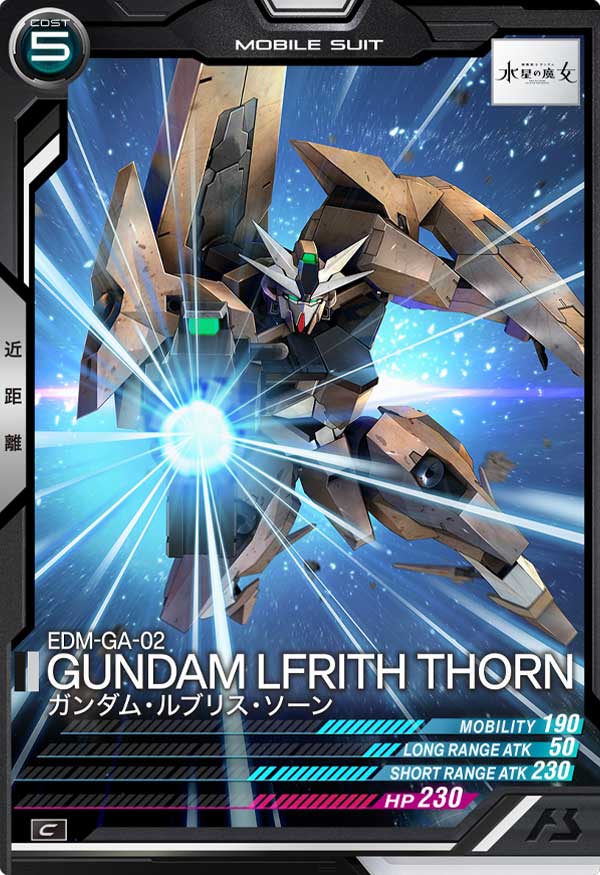 COST
5
MOBILE SUIT
水星の魔女
近距離
EDM-GA-02
GUNDAM LFRITH THORN
ガンダム・ルブリス・ソーン
MOBILITY 190
LONG RANGE ATK 50
SHORT RANGE ATK 230
HP 230
C